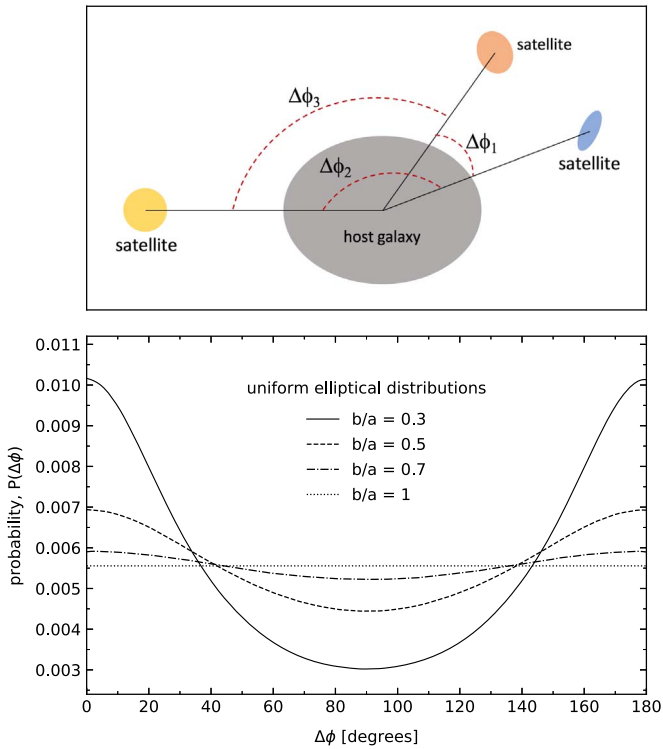 satellite
Δϕ₃
Δϕ₁
Δϕ₂
satellite
host galaxy
satellite
0.011
0.010
0.009
0.008
0.007
0.006
0.005
0.004
0.003
probability, P(Δϕ)
uniform elliptical distributions
b/a = 0.3
b/a = 0.5
b/a = 0.7
b/a = 1
0 20 40 60 80 100 120 140 160 180
Δϕ [degrees]